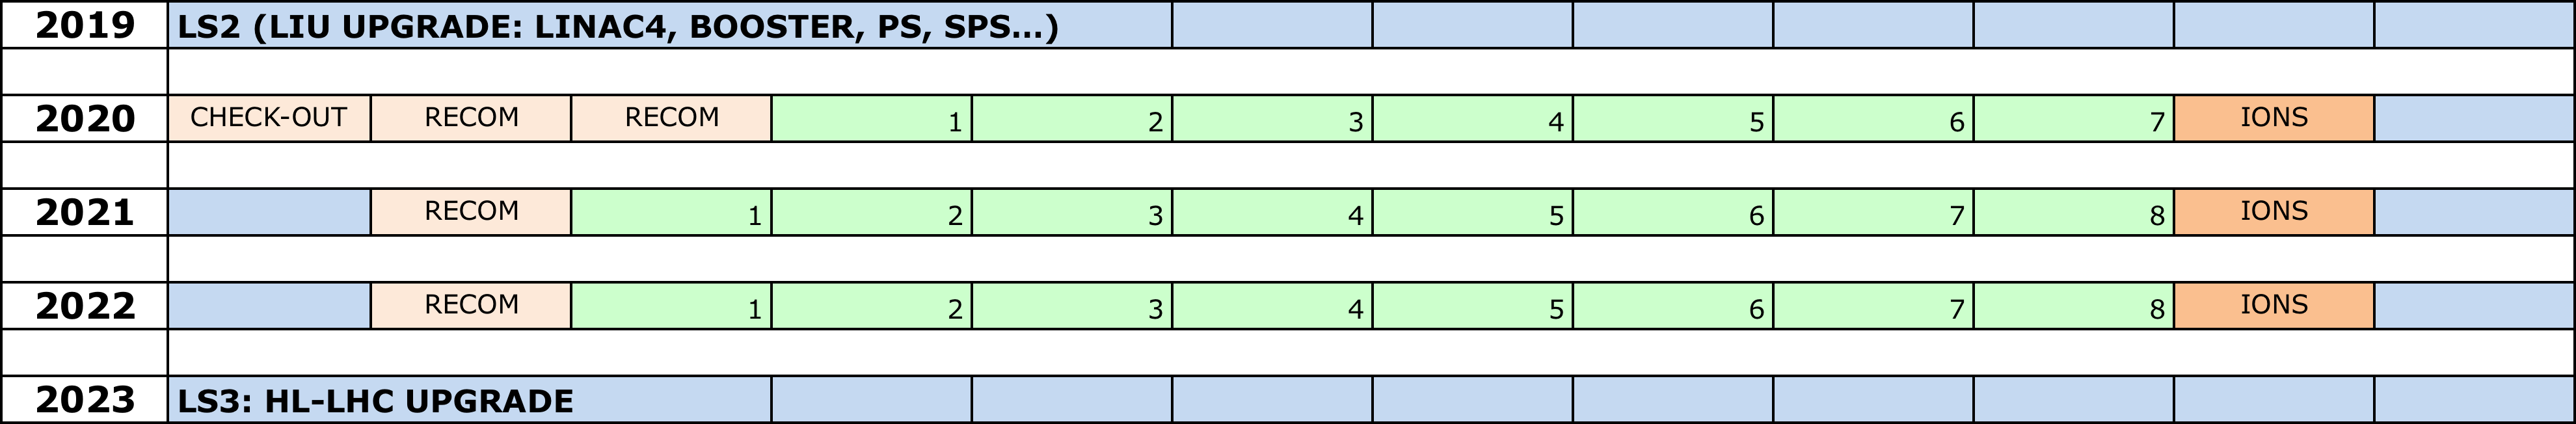 2019 LS2 (LIU UPGRADE: LINAC4, BOOSTER, PS, SPS...)
2020 CHECK-OUT RECOM RECOM 1 2 3 4 5 6 7 IONS
2021 RECOM 1 2 3 4 5 6 7 8 IONS
2022 RECOM 1 2 3 4 5 6 7 8 IONS
2023 LS3: HL-LHC UPGRADE